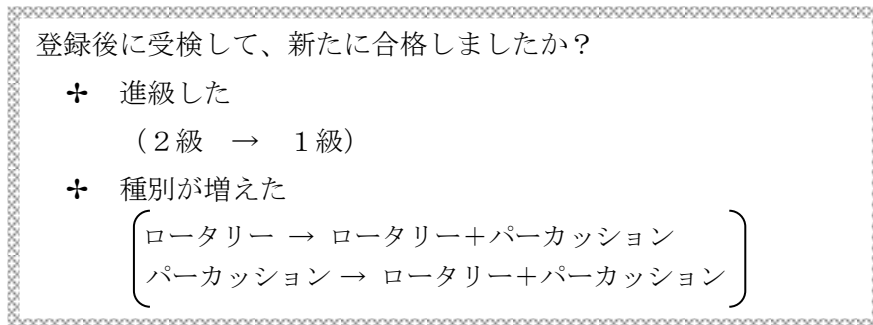 登録後に受検して、新たに合格しましたか？
✢ 進級した
（２級 → １級）
✢ 種別が増えた
ロータリー → ロータリー＋パーカッション
パーカッション → ロータリー＋パーカッション